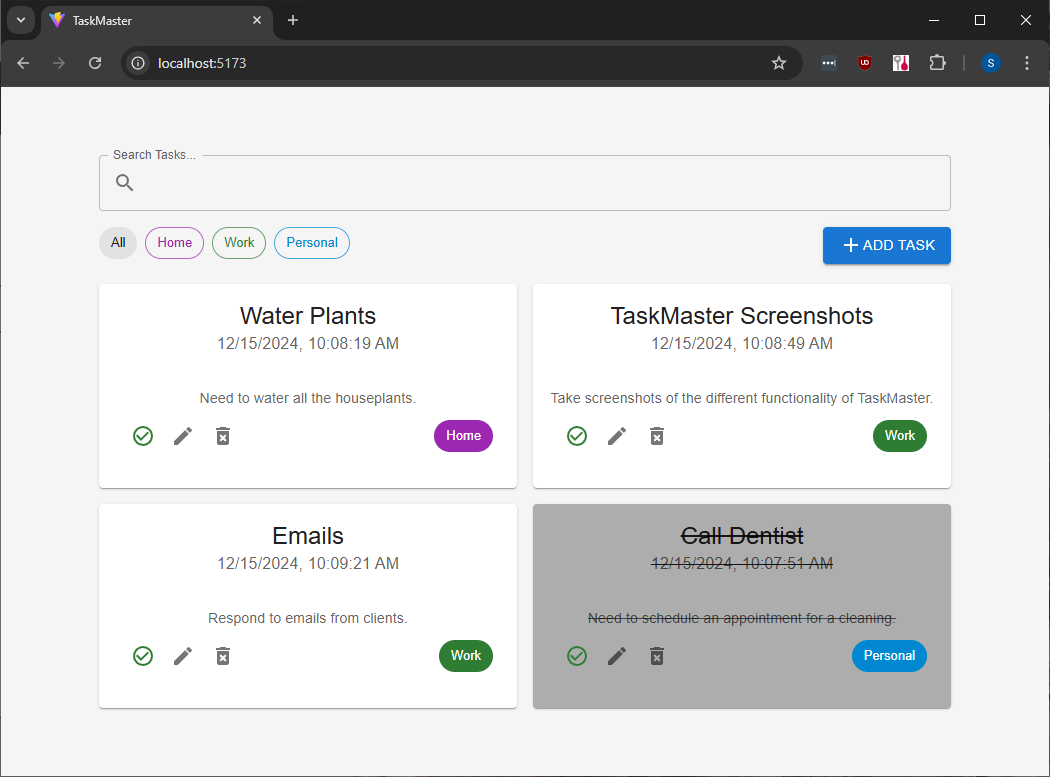 TaskMaster
localhost:5173
S
Search Tasks...
All Home Work Personal ADD TASK
Water Plants
12/15/2024, 10:08:19 AM
Need to water all the houseplants.
Home
TaskMaster Screenshots
12/15/2024, 10:08:49 AM
Take screenshots of the different functionality of TaskMaster.
Work
Emails
12/15/2024, 10:09:21 AM
Respond to emails from clients.
Work
Call Dentist
12/15/2024, 10:07:51 AM
Need to schedule an appointment for a cleaning.
Personal